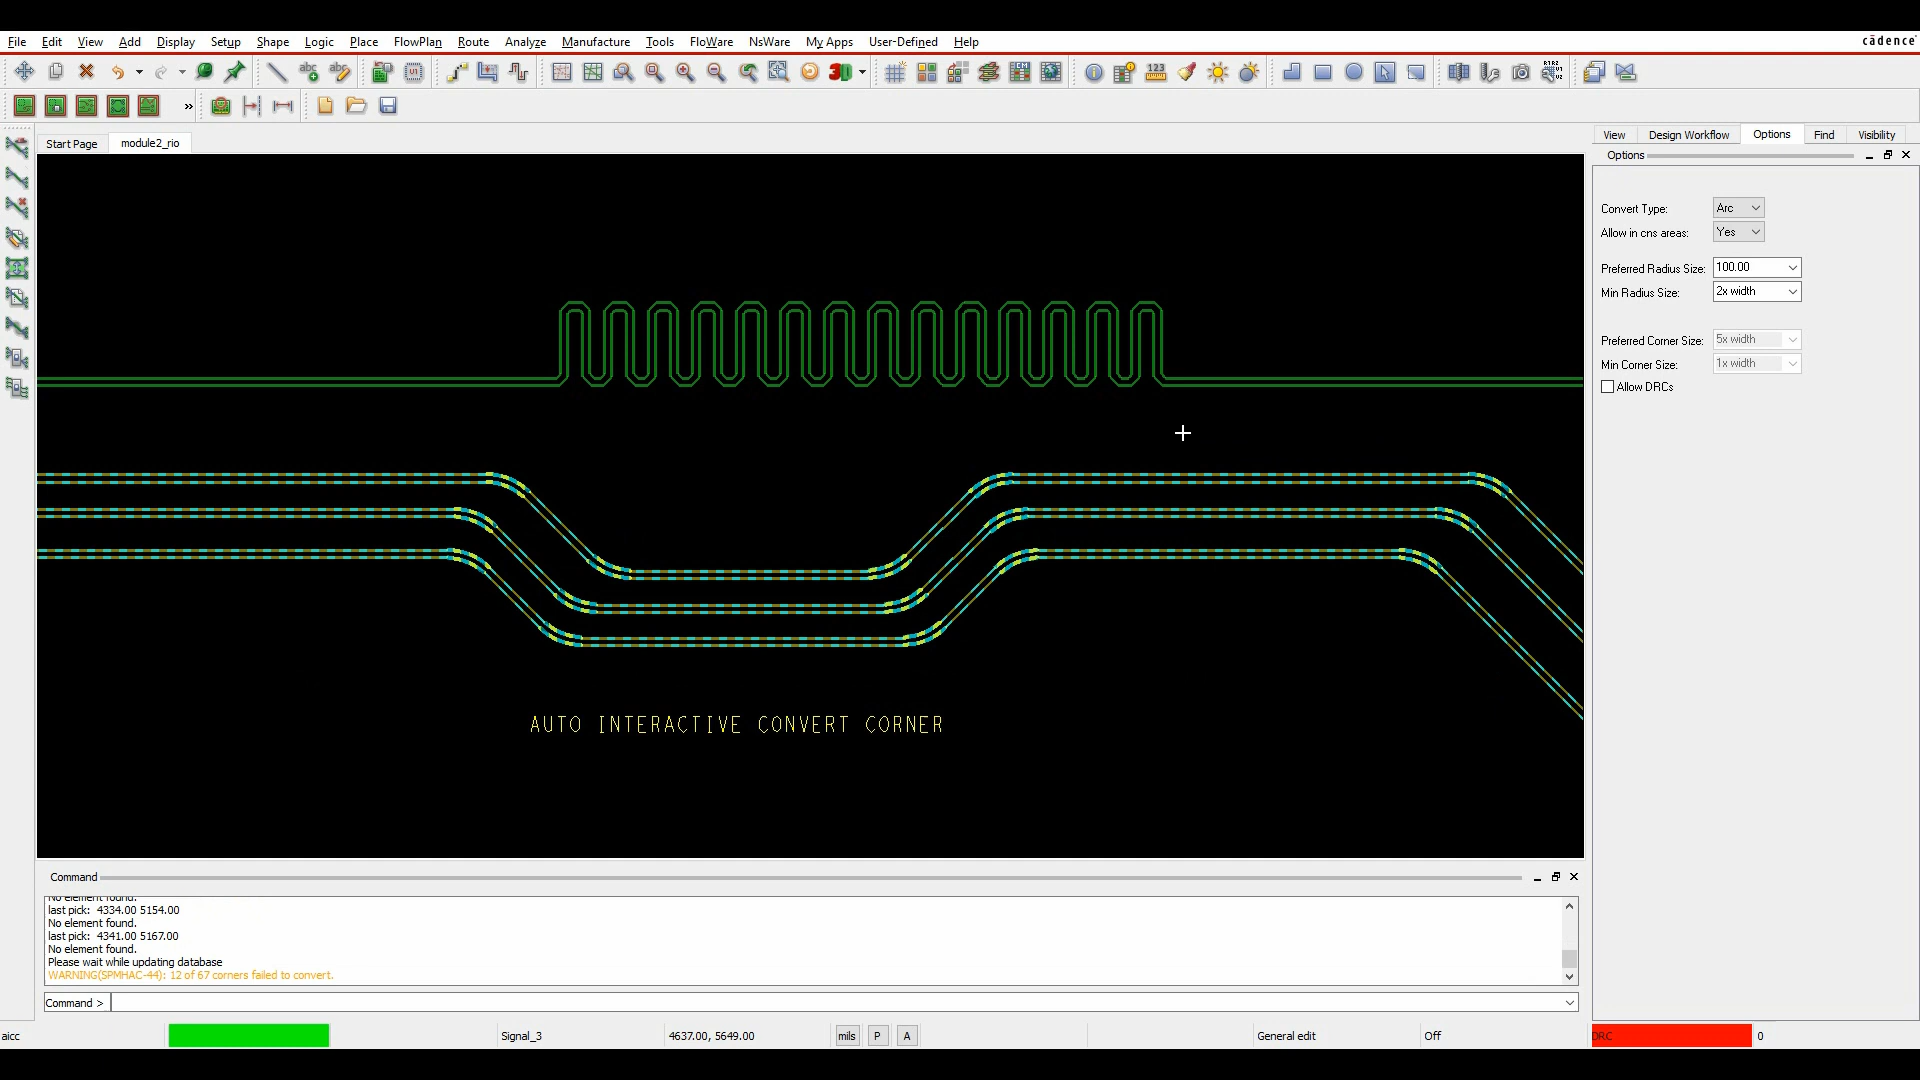 File Edit View Add Display Setup Shape Logic Place FlowPlan Route Analyze Manufacture Tools FloWare NsWare My Apps User-Defined Help
cādence
Start Page module2_rio
View Design Workflow Options Find Visibility
Options
Convert Type: Arc
Allow in cns areas: Yes
Preferred Radius Size: 100.00
Min Radius Size: 2x width
Preferred Corner Size: 5x width
Min Corner Size: 1x width
Allow DRCs
AUTO INTERACTIVE CONVERT CORNER
Command
No element found.
last pick: 4334.00 5154.00
No element found.
last pick: 4341.00 5167.00
No element found.
Please wait while updating database
WARNING(SPMHAC-44): 12 of 67 corners failed to convert.
Command >
aicc Signal_3 4637.00, 5649.00 mils P A General edit Off DRC 0